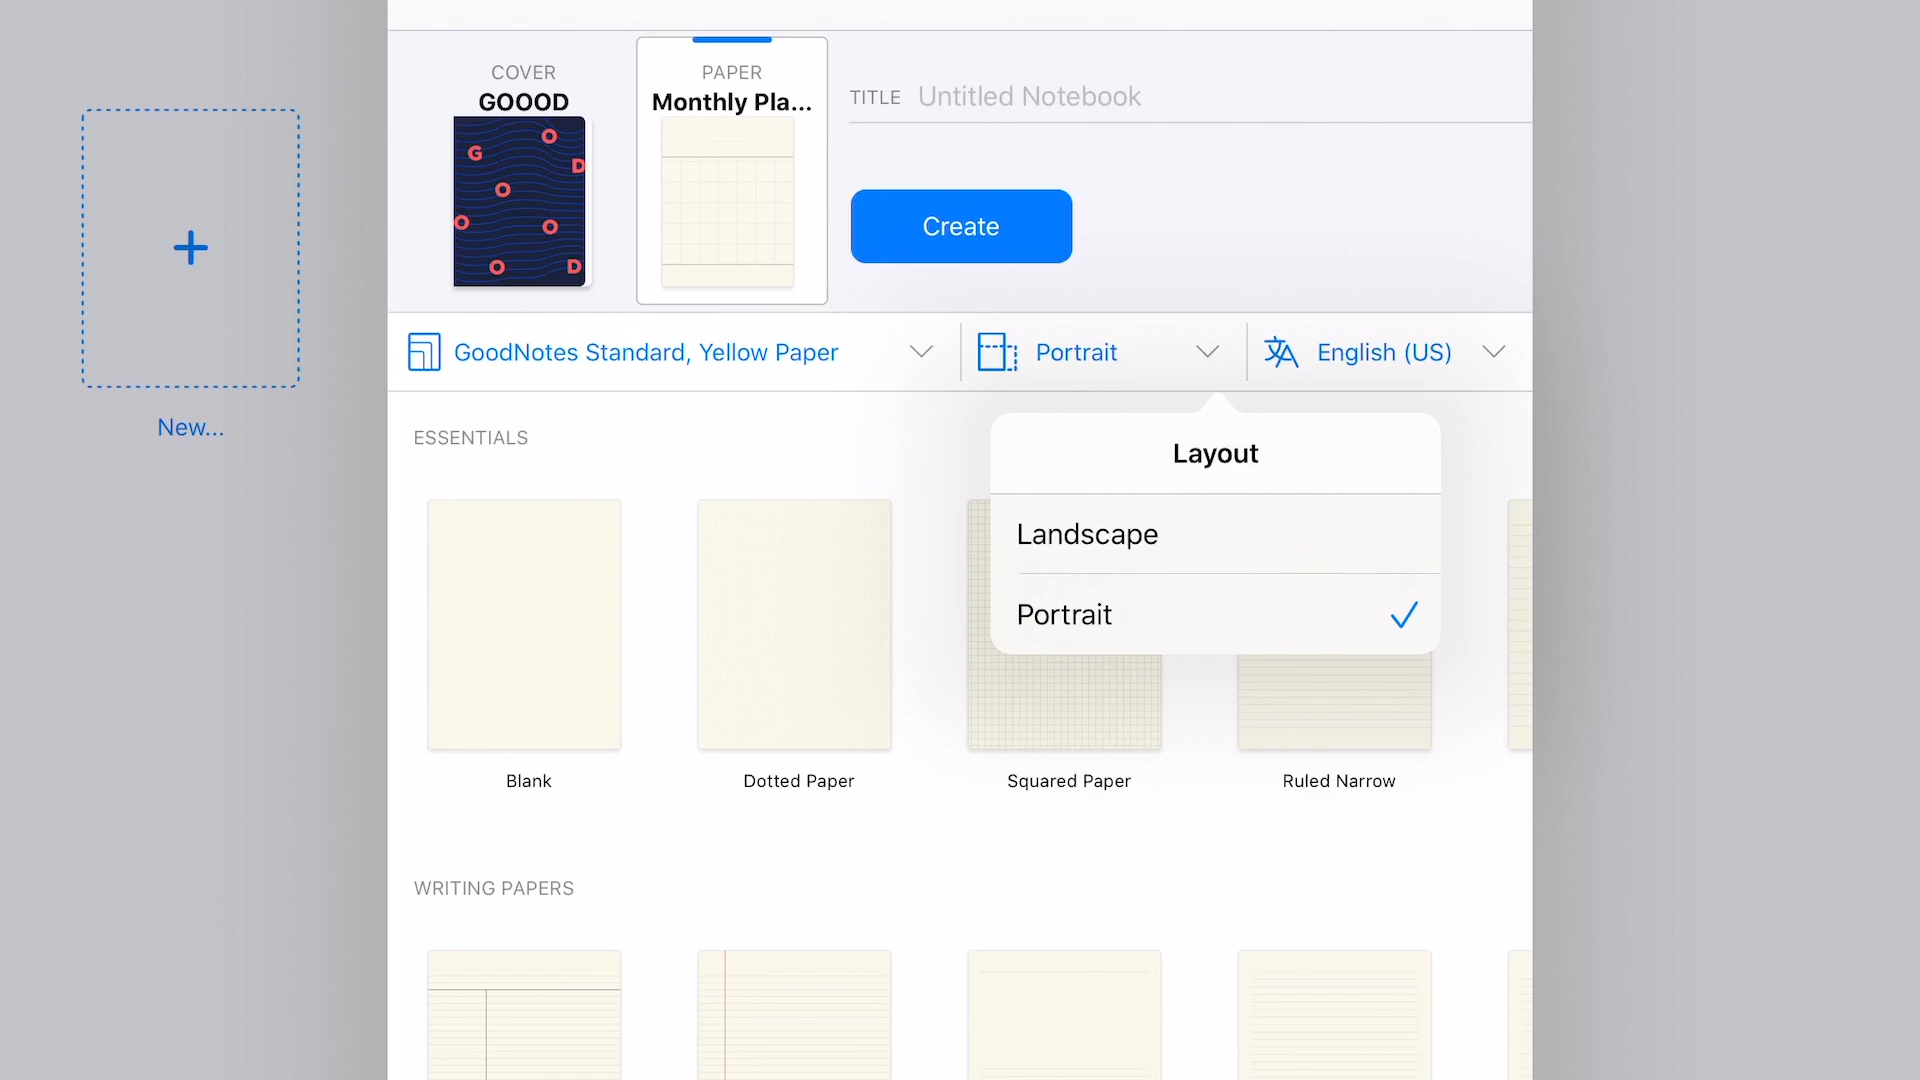 COVER
GOOOD
G
O
D
O
O
O
O
D
PAPER
Monthly Pla...
TITLE Untitled Notebook
Create
GoodNotes Standard, Yellow Paper
Portrait
English (US)
New...
ESSENTIALS
Layout
Landscape
Portrait
Blank
Dotted Paper
Squared Paper
Ruled Narrow
WRITING PAPERS